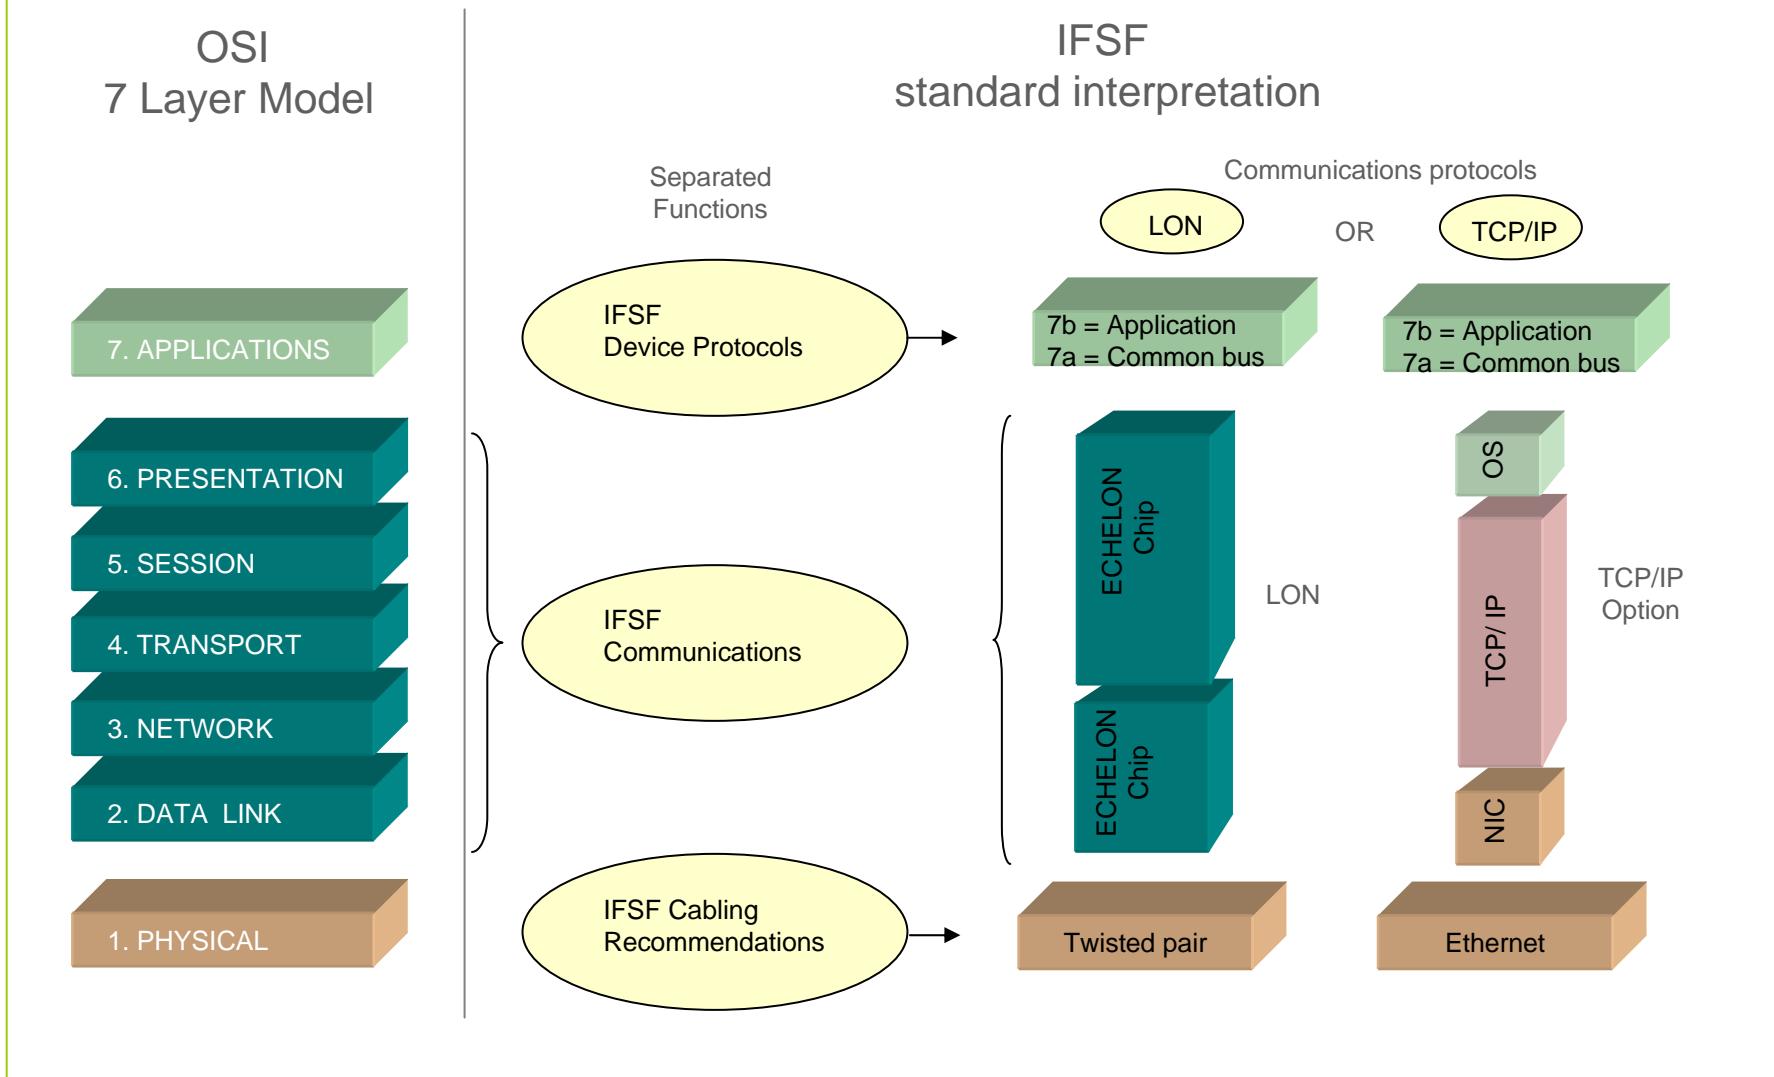 OSI
7 Layer Model
IFSF
standard interpretation
Separated
Functions
Communications protocols
LON
OR
TCP/IP
7. APPLICATIONS
IFSF
Device Protocols
7b = Application
7a = Common bus
7b = Application
7a = Common bus
6. PRESENTATION
5. SESSION
4. TRANSPORT
3. NETWORK
2. DATA LINK
IFSF
Communications
ECHELON
Chip
ECHELON
Chip
LON
OS
TCP/ IP
NIC
TCP/IP
Option
1. PHYSICAL
IFSF Cabling
Recommendations
Twisted pair
Ethernet